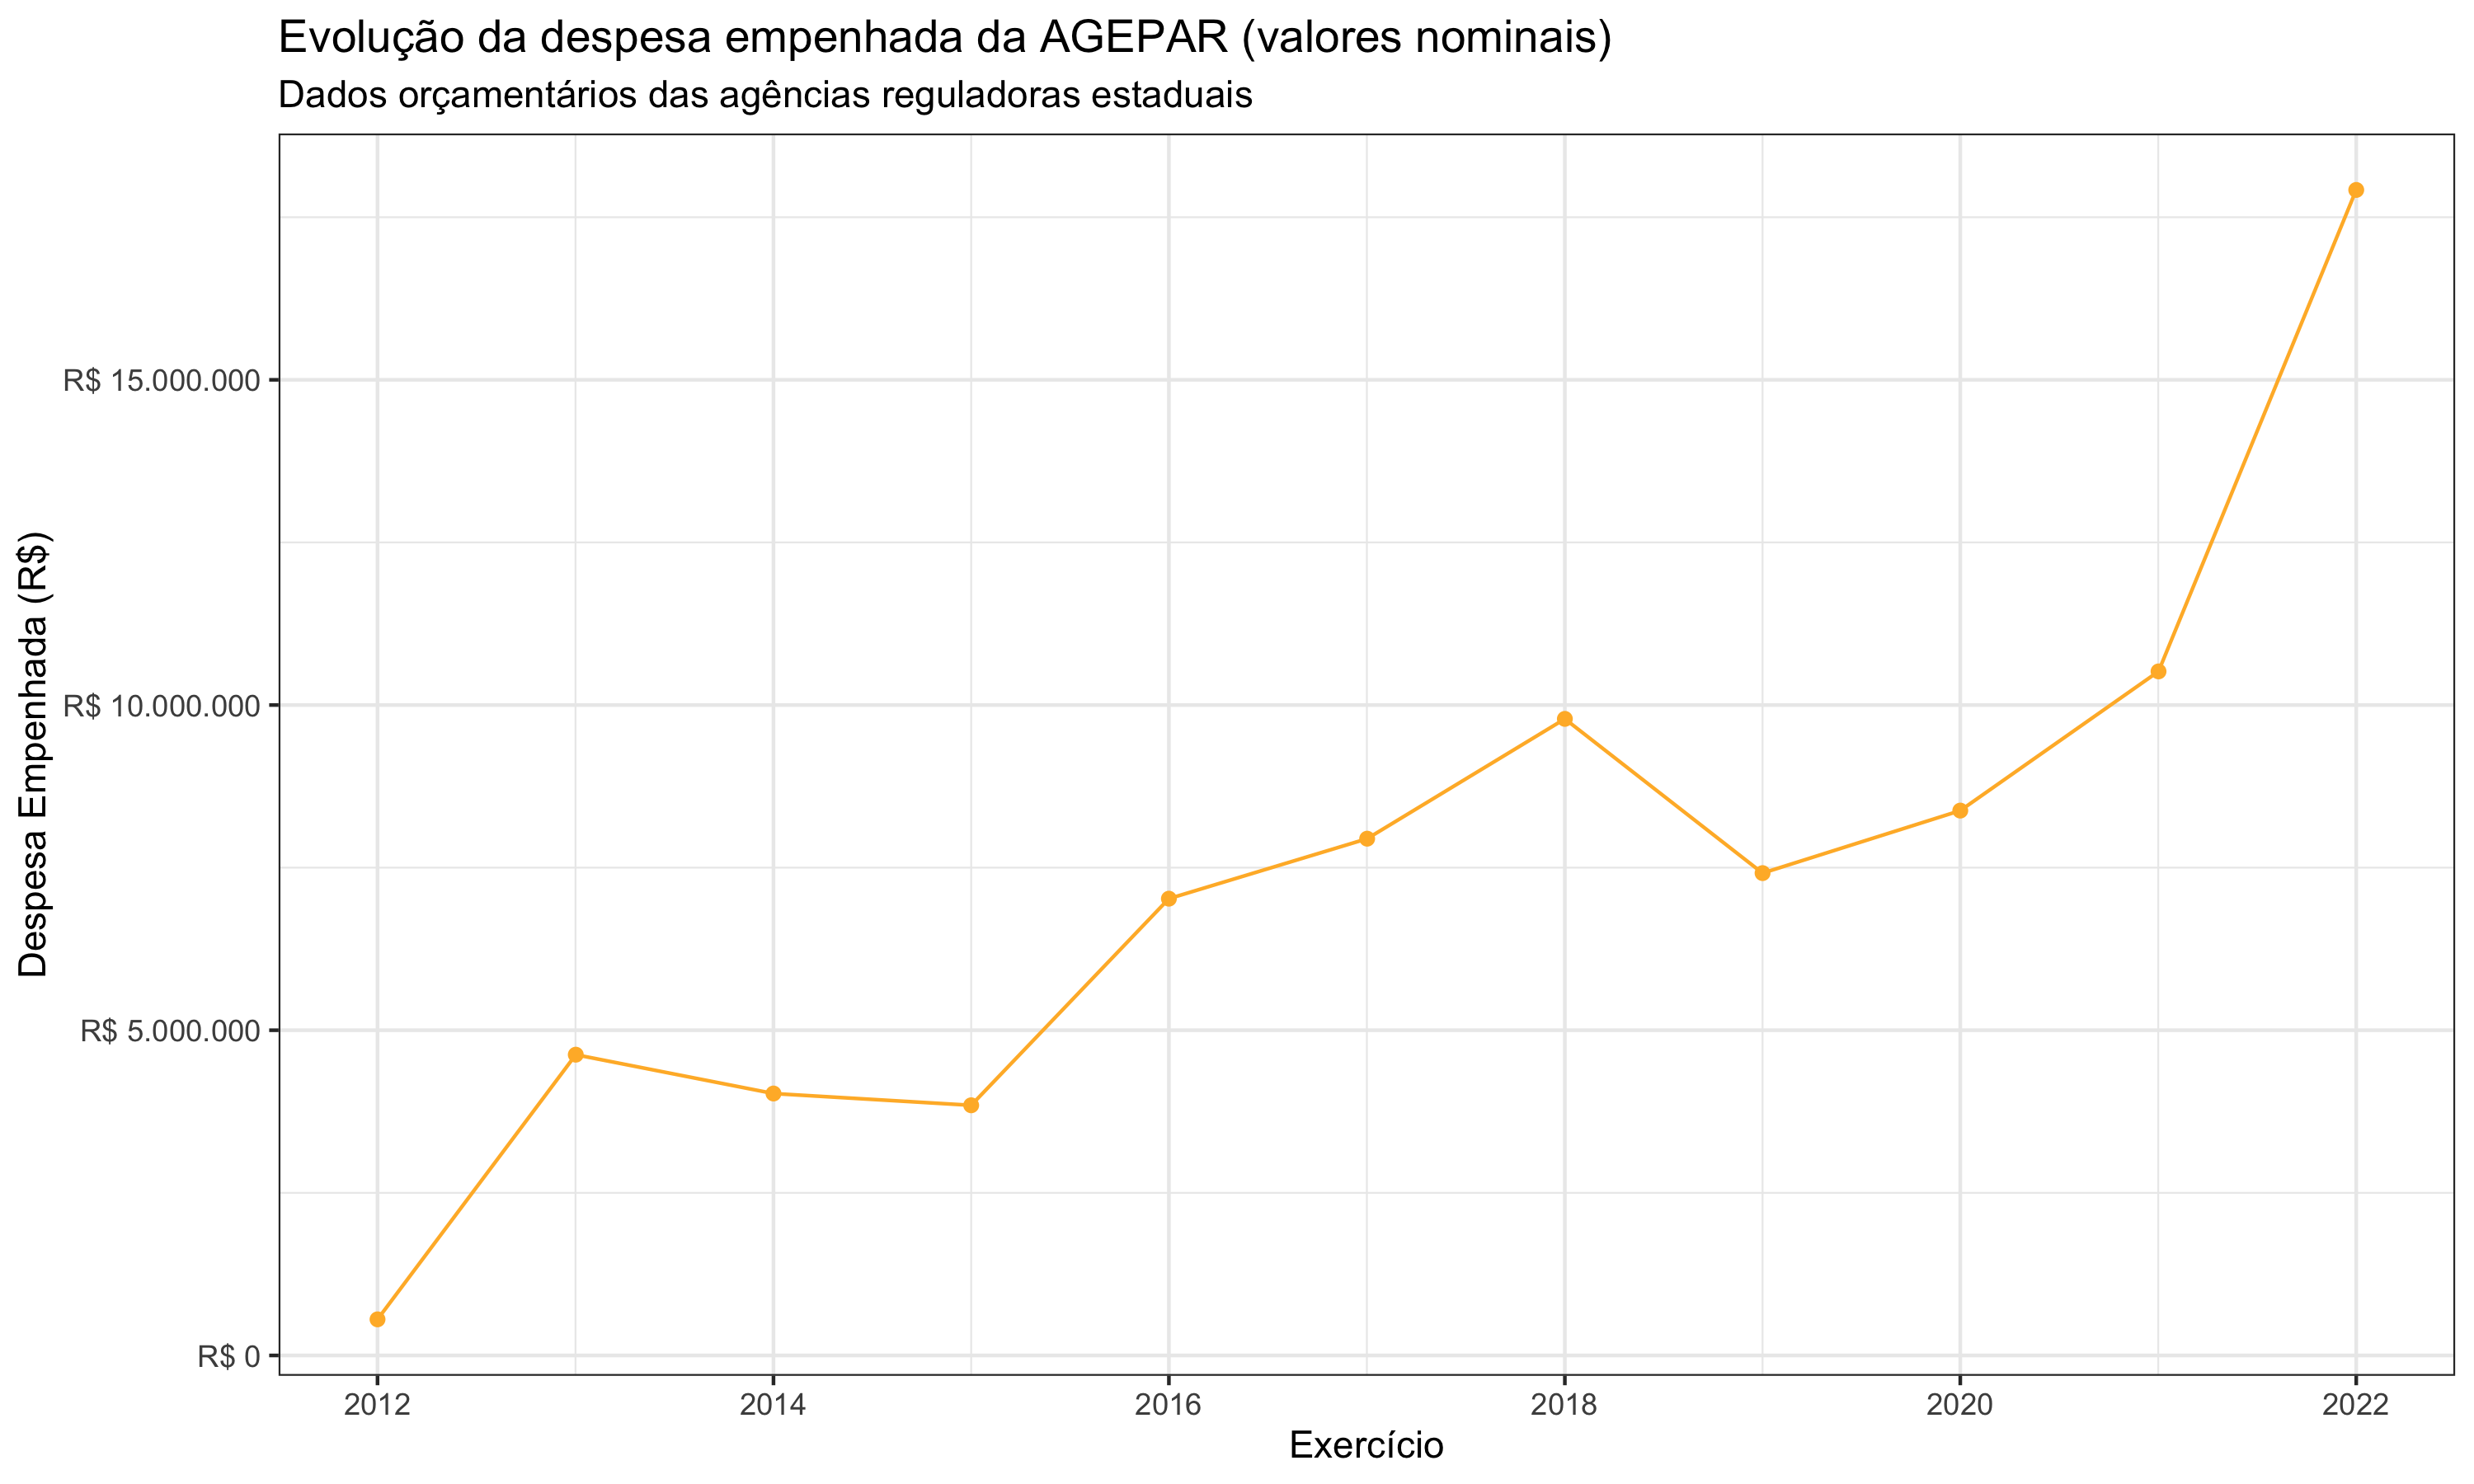 Evolução da despesa empenhada da AGEPAR (valores nominais)
Dados orçamentários das agências reguladoras estaduais
Despesa Empenhada (R$)
R$ 15.000.000
R$ 10.000.000
R$ 5.000.000
R$ 0
2012 2014 2016 2018 2020 2022
Exercício